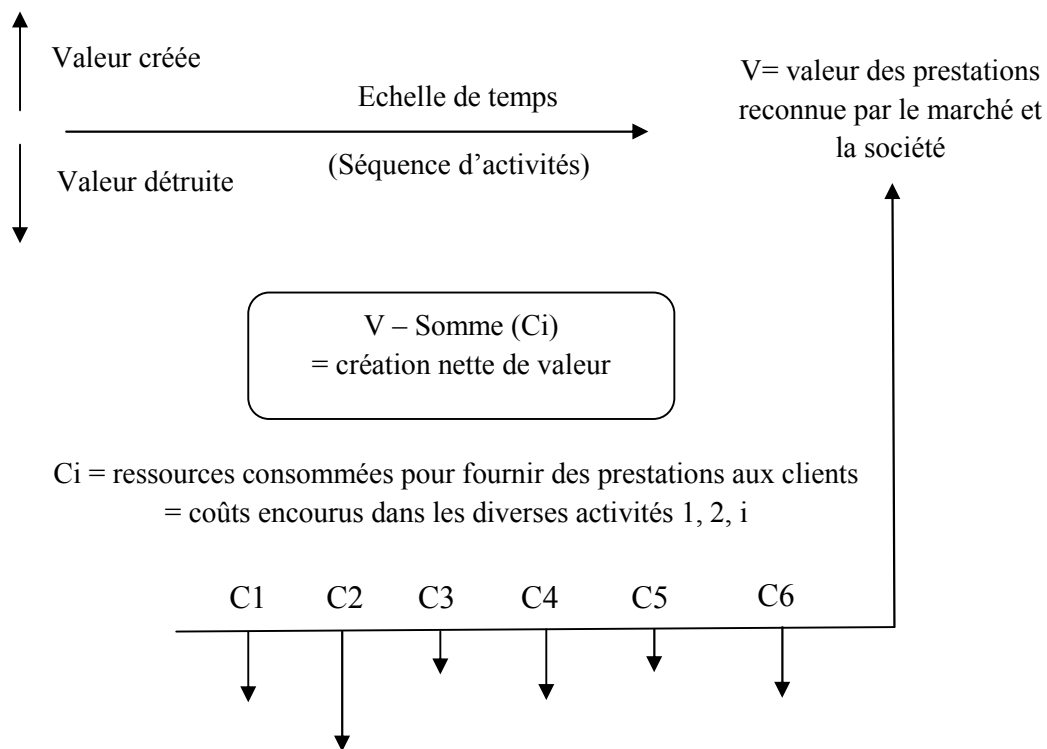 Valeur créée
Echelle de temps
(Séquence d’activités)
Valeur détruite
V= valeur des prestations
reconnue par le marché et
la société
V – Somme (Ci)
= création nette de valeur
Ci = ressources consommées pour fournir des prestations aux clients
= coûts encourus dans les diverses activités 1, 2, i
C1 C2 C3 C4 C5 C6